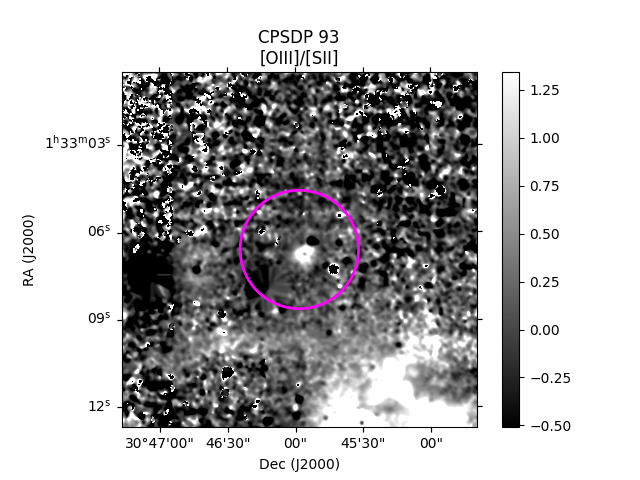 CPSDP 93
[OIII]/[SII]
RA (J2000)
1ʰ33ᵐ03ˢ
06ˢ
09ˢ
12ˢ
30°47'00" 46'30" 00" 45'30" 00"
Dec (J2000)
1.25
1.00
0.75
0.50
0.25
0.00
−0.25
−0.50